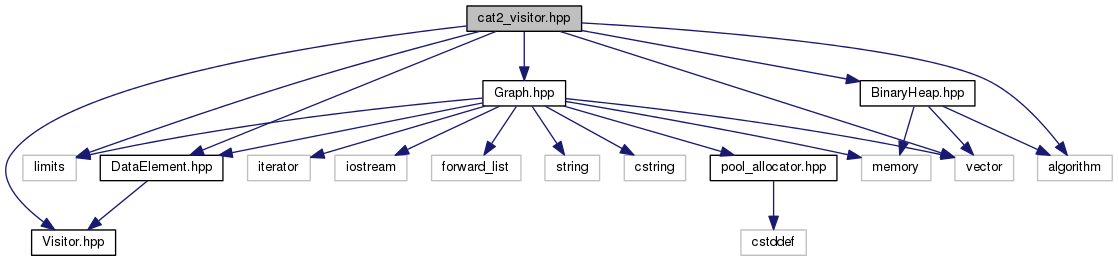 cat2_visitor.hpp
Graph.hpp
BinaryHeap.hpp
limits
DataElement.hpp
iterator
iostream
forward_list
string
cstring
pool_allocator.hpp
memory
vector
algorithm
Visitor.hpp
cstddef